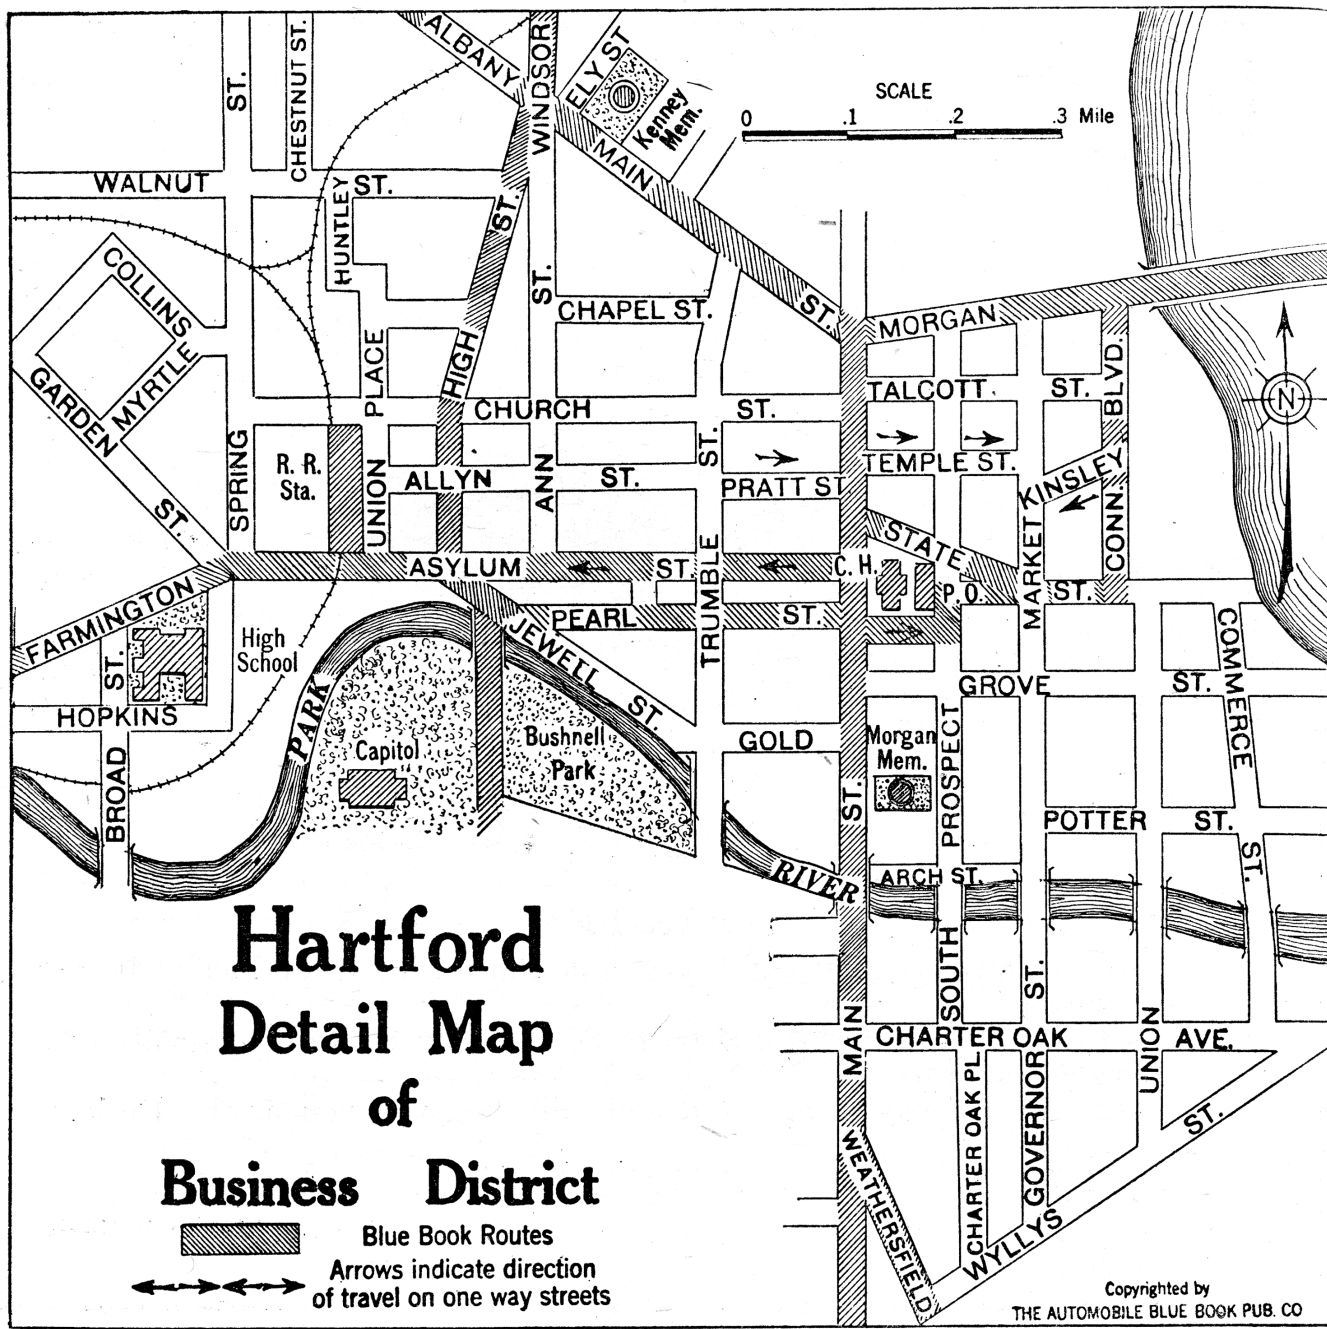 ALBANY
WINDSOR
ELY ST
Kenney
Mem.
SCALE
0 .1 .2 .3 Mile
ST.
CHESTNUT ST.
MAIN
WALNUT ST.
HUNTLEY
ST.
COLLINS
ST.
CHAPEL ST.
ST.
MORGAN
MYRTLE
GARDEN
PLACE
HIGH
TALCOTT ST.
BLVD.
N
CHURCH ST.
SPRING
R. R.
Sta.
UNION
ALLYN ST.
ANN
ST.
PRATT ST.
TEMPLE ST.
KINSLEY
ST.
STATE
MARKET
CONN.
ASYLUM ST.
TRUMBLE
C. H.
P. O.
ST.
FARMINGTON
High
School
PEARL ST.
JEWELL
ST.
COMMERCE
ST.
HOPKINS
BROAD
PARK
Capitol
Bushnell
Park
GOLD
GROVE ST.
Morgan
Mem.
PROSPECT
ST.
POTTER ST.
ST.
RIVER
ARCH ST.
SOUTH
ST.
MAIN
CHARTER OAK AVE.
UNION
CHARTER OAK PL.
GOVERNOR
ST.
WEATHERSFIELD
WYLLYS
Hartford
Detail Map
of
Business District
Blue Book Routes
Arrows indicate direction
of travel on one way streets
Copyrighted by
THE AUTOMOBILE BLUE BOOK PUB. CO